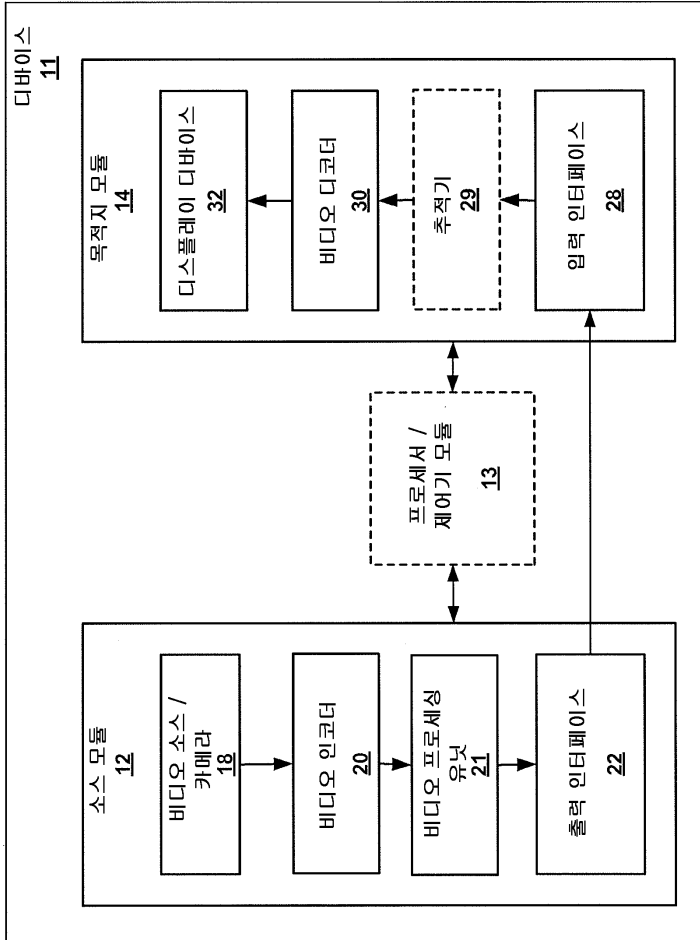 디바이스
11
소스 모듈
12
비디오 소스 /
카메라
18
비디오 인코더
20
비디오 프로세싱
유닛
21
출력 인터페이스
22
프로세서 /
제어기 모듈
13
목적지 모듈
14
디스플레이 디바이스
32
비디오 디코더
30
추적기
29
입력 인터페이스
28